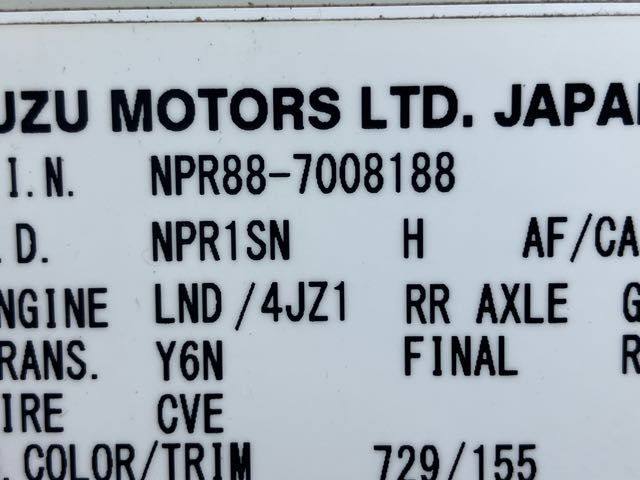 UZU MOTORS LTD. JAPA
I.N. NPR88-7008188
.D. NPR1SN H AF/CA
NGINE LND/4JZ1 RR AXLE G
RANS. Y6N FINAL R
IRE CVE
.COLOR/TRIM 729/155